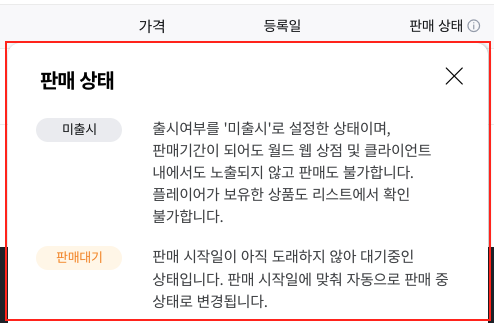 가격 등록일 판매 상태
판매 상태
미출시 출시여부를 '미출시'로 설정한 상태이며,
판매기간이 되어도 월드 웹 상점 및 클라이언트
내에서도 노출되지 않고 판매도 불가합니다.
플레이어가 보유한 상품도 리스트에서 확인
불가합니다.
판매대기 판매 시작일이 아직 도래하지 않아 대기중인
상태입니다. 판매 시작일에 맞춰 자동으로 판매 중
상태로 변경됩니다.